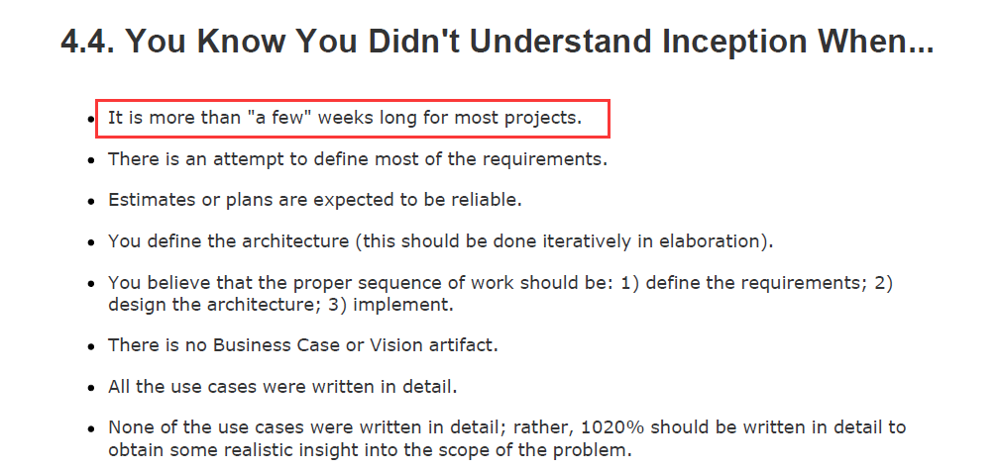 4.4. You Know You Didn't Understand Inception When...
It is more than "a few" weeks long for most projects.
There is an attempt to define most of the requirements.
Estimates or plans are expected to be reliable.
You define the architecture (this should be done iteratively in elaboration).
You believe that the proper sequence of work should be: 1) define the requirements; 2)
design the architecture; 3) implement.
There is no Business Case or Vision artifact.
All the use cases were written in detail.
None of the use cases were written in detail; rather, 1020% should be written in detail to
obtain some realistic insight into the scope of the problem.